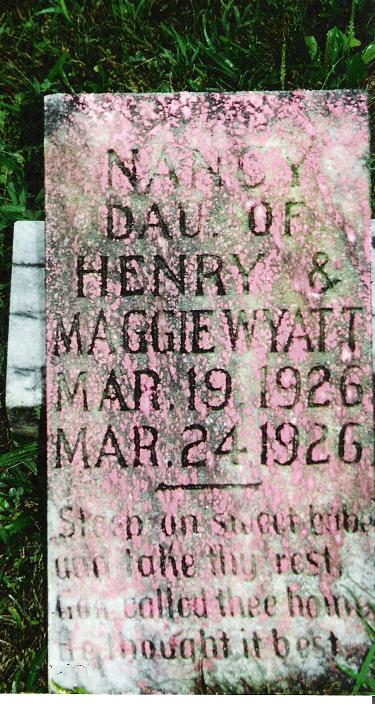 NANCY
DAU. OF
HENRY &
MAGGIE WYATT
MAR. 19, 1926
MAR. 24 1926
Sleep on sweet babe
and take thy rest
God called thee home
He thought it best